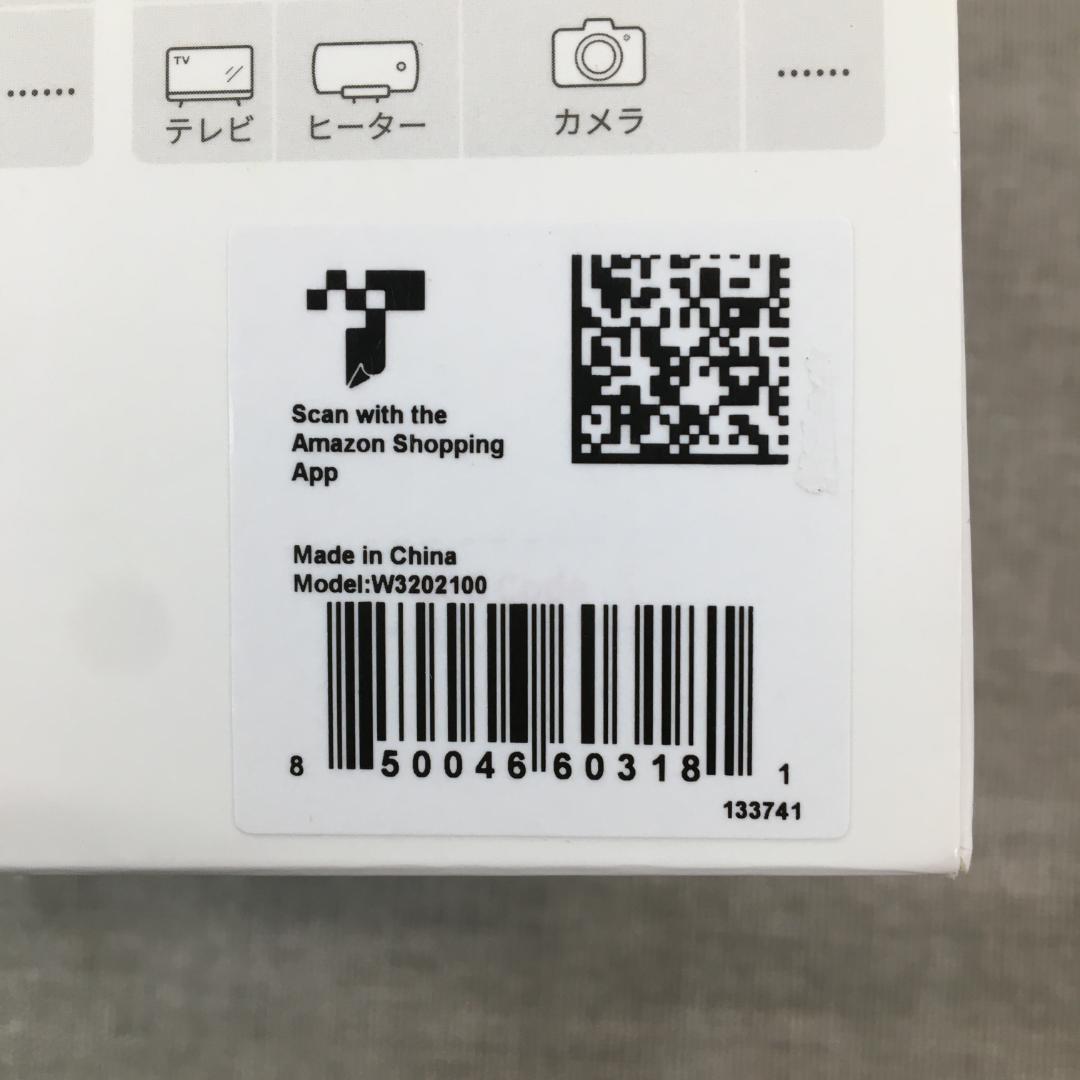 ......
TV
テレビ
ヒーター
カメラ
......
Scan with the
Amazon Shopping
App
Made in China
Model:W3202100
8 50046 60318 1
133741